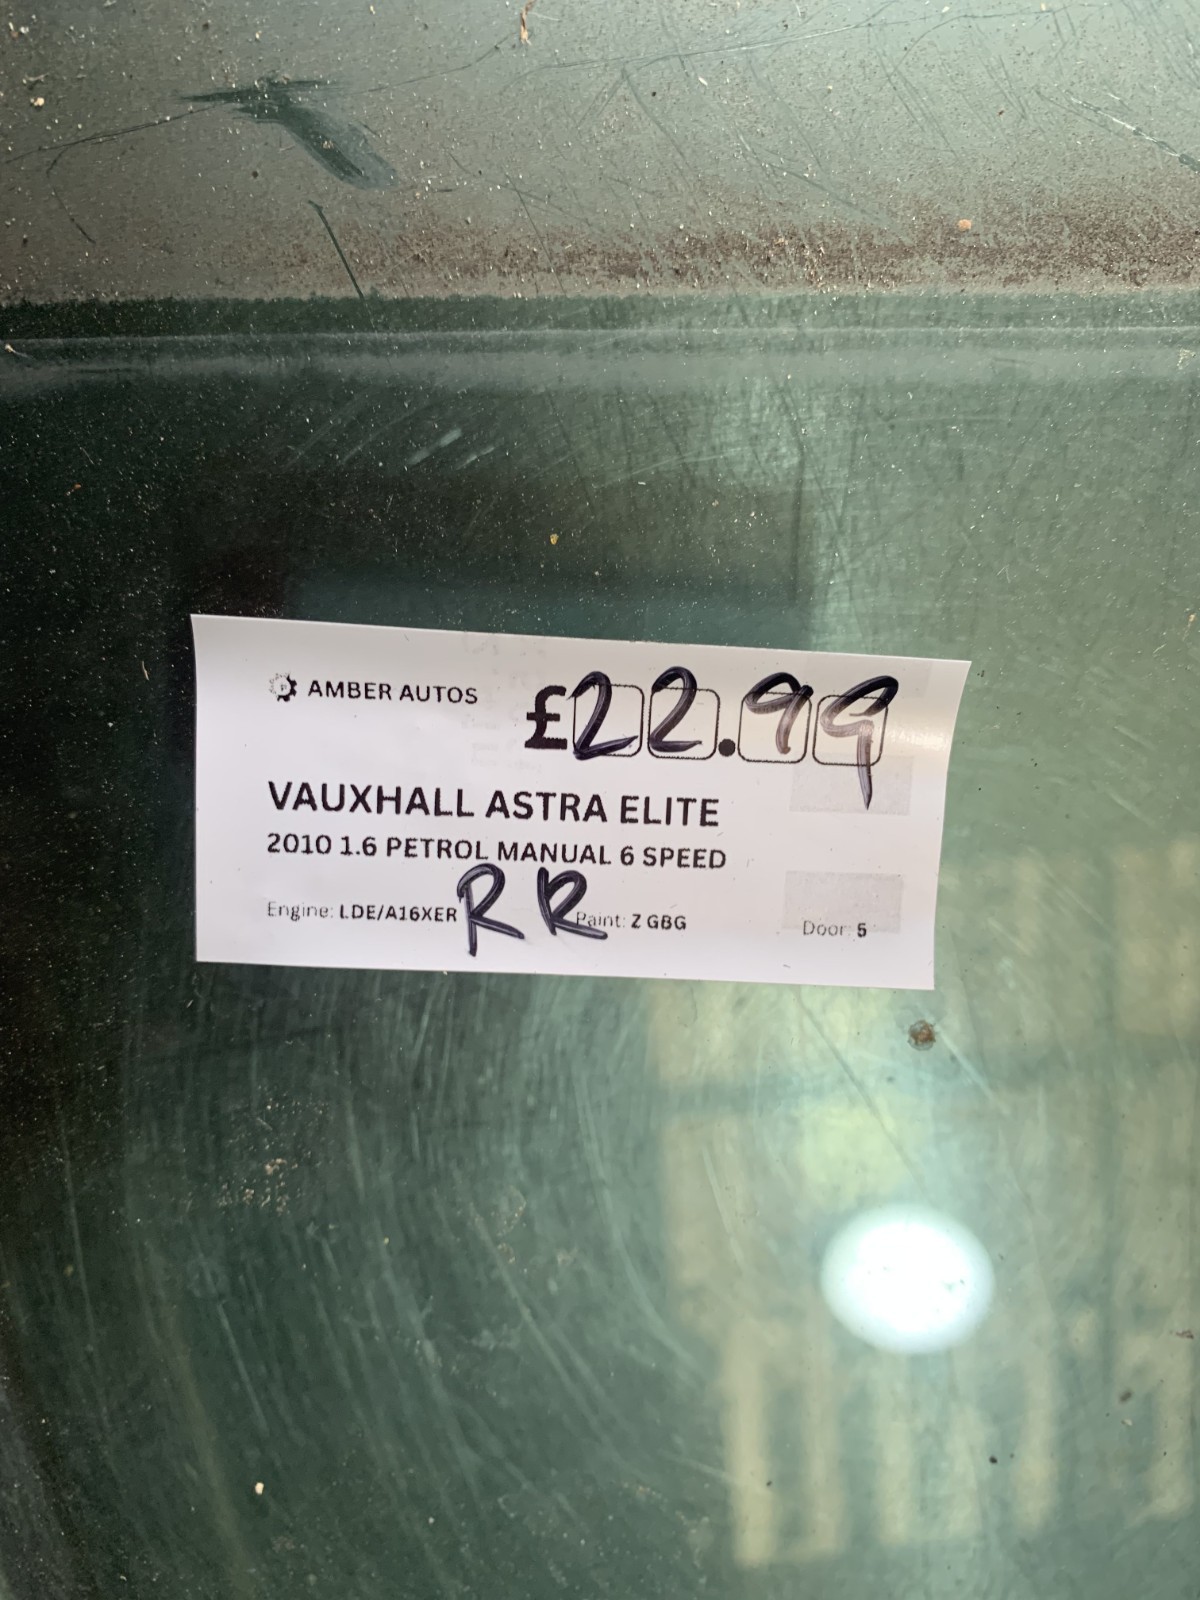 AMBER AUTOS
£22.99
VAUXHALL ASTRA ELITE
2010 1.6 PETROL MANUAL 6 SPEED
RR
Engine: LDE/A16XER Paint: Z GBG Door: 5